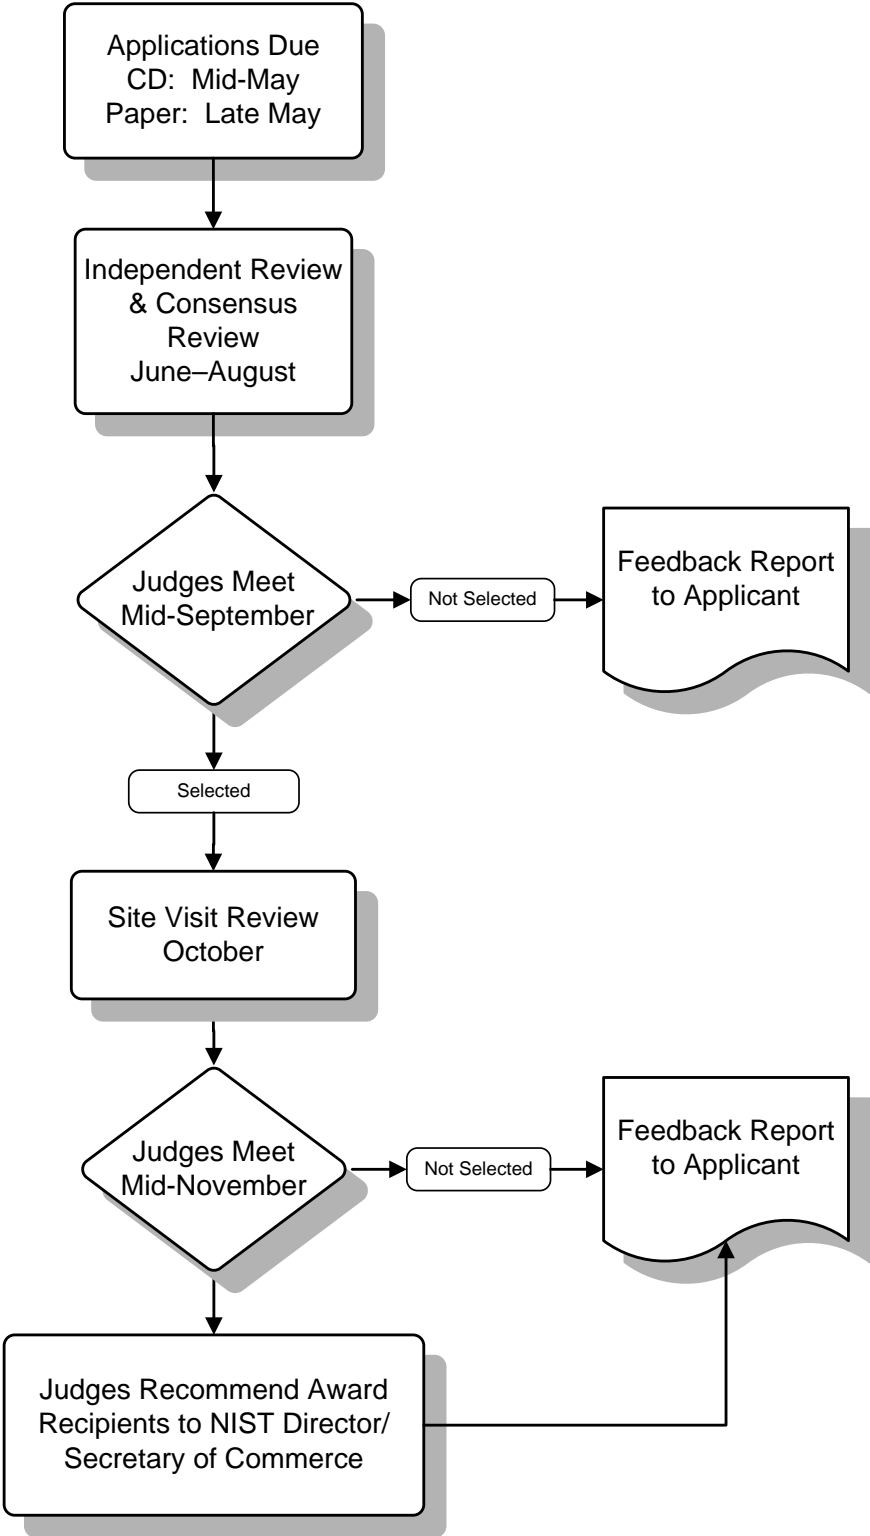 Applications Due
CD: Mid-May
Paper: Late May
Independent Review
& Consensus
Review
June–August
Judges Meet
Mid-September
Not Selected
Feedback Report
to Applicant
Selected
Site Visit Review
October
Judges Meet
Mid-November
Not Selected
Feedback Report
to Applicant
Judges Recommend Award
Recipients to NIST Director/
Secretary of Commerce